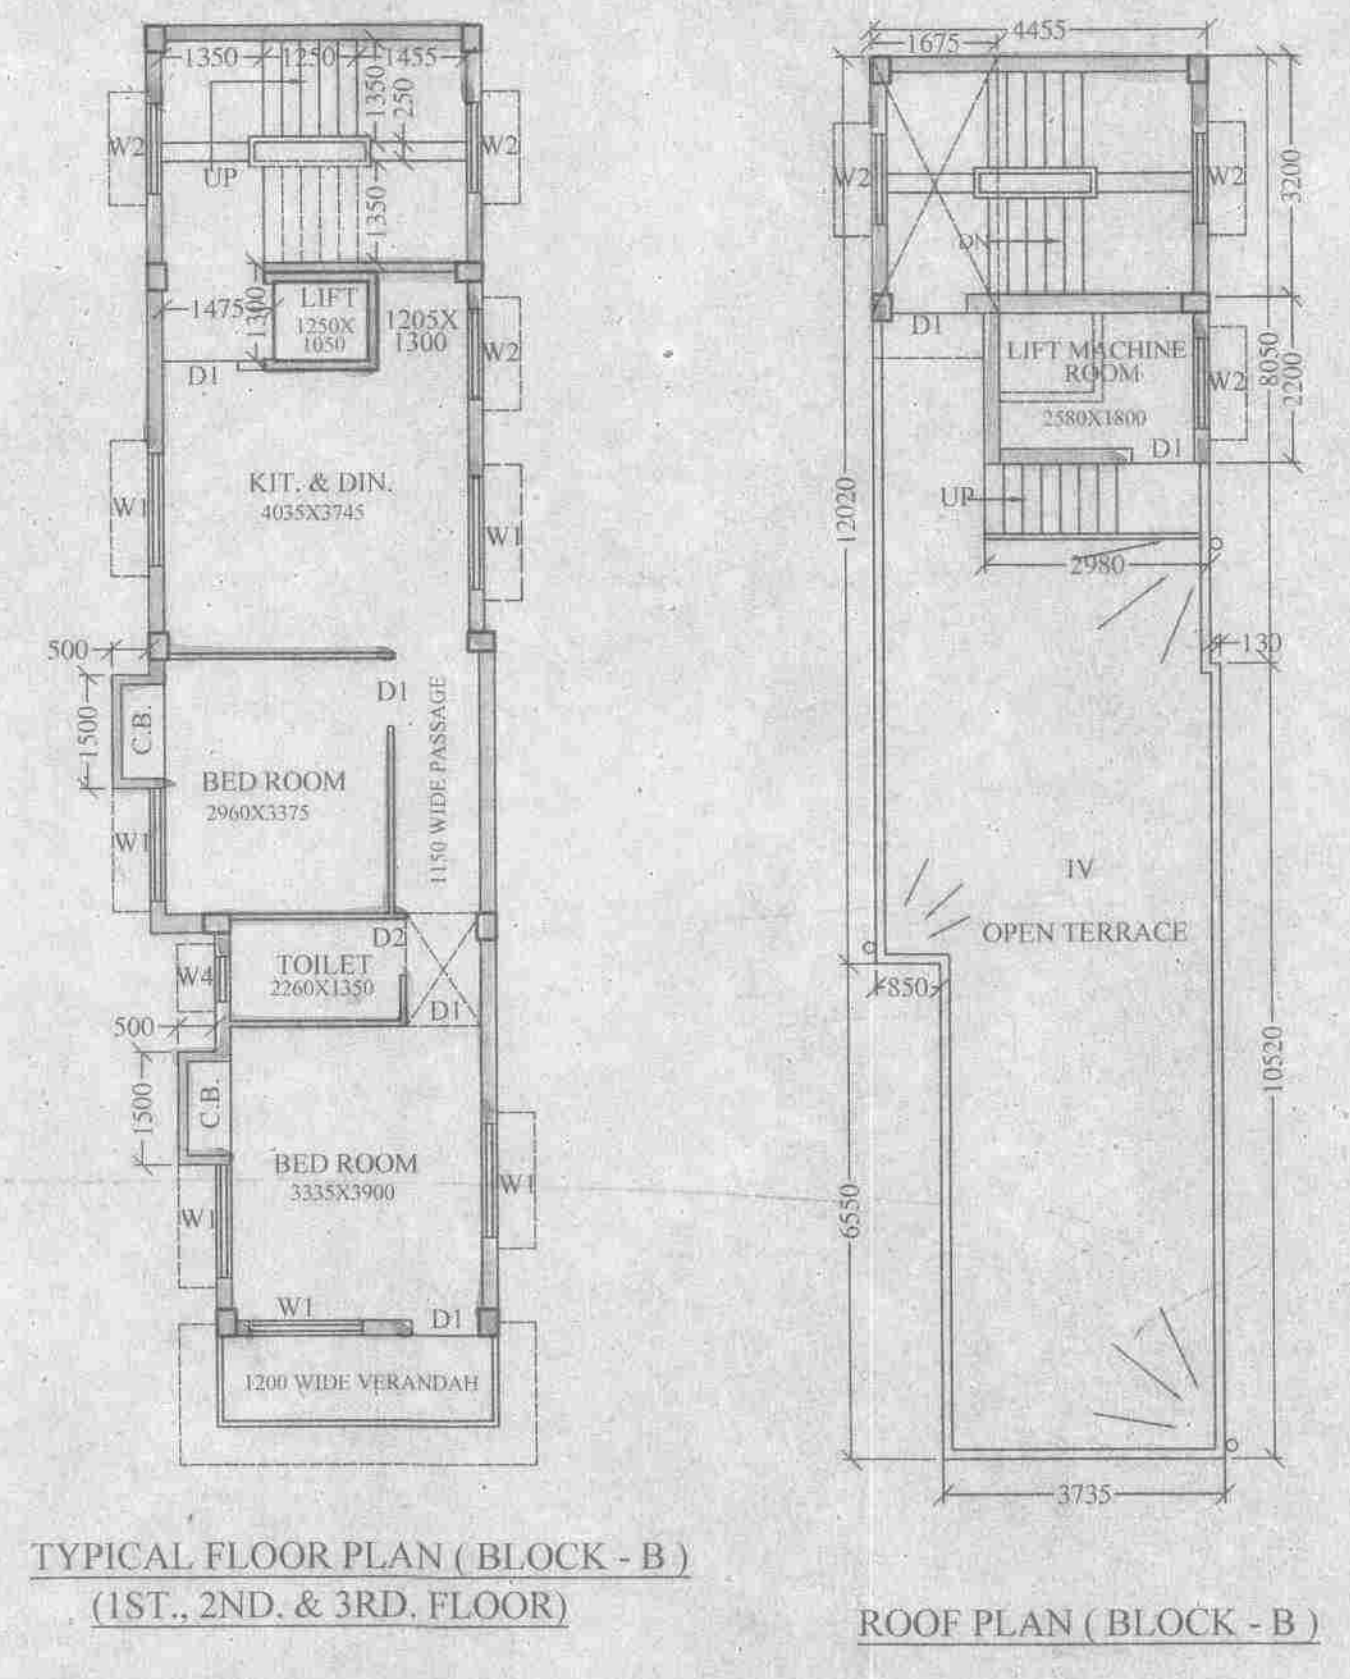 1350
1250
1455
1350
250
W2
W2
UP
1350
1475
1300
LIFT
1250X
1050
1205X
1300
W2
D1
KIT. & DIN.
4035X3745
W1
W1
500
D1
1500
C.B.
1150 WIDE PASSAGE
BED ROOM
2960X3375
W1
D2
TOILET
2260X1350
W4
D1
500
1500
C.B.
BED ROOM
3335X3900
W1
W1
W1
D1
1200 WIDE VERANDAH
TYPICAL FLOOR PLAN ( BLOCK - B )
(1ST., 2ND. & 3RD. FLOOR)
4455
1675
W2
W2
3200
DN
D1
LIFT MACHINE
ROOM
2580X1800
W2
8050
2200
D1
UP
12020
2980
130
IV
OPEN TERRACE
850
10520
6550
3735
ROOF PLAN ( BLOCK - B )